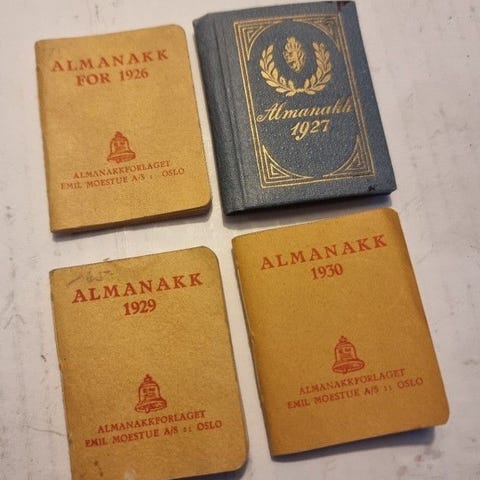 ALMANAKK
FOR 1926
ALMANAKKFORLAGET
EMIL MOESTUE A/S : OSLO
Almanakk
1927
ALMANAKK
1929
ALMANAKKFORLAGET
EMIL MOESTUE A/S :: OSLO
ALMANAKK
1930
ALMANAKKFORLAGET
EMIL MOESTUE A/S :: OSLO